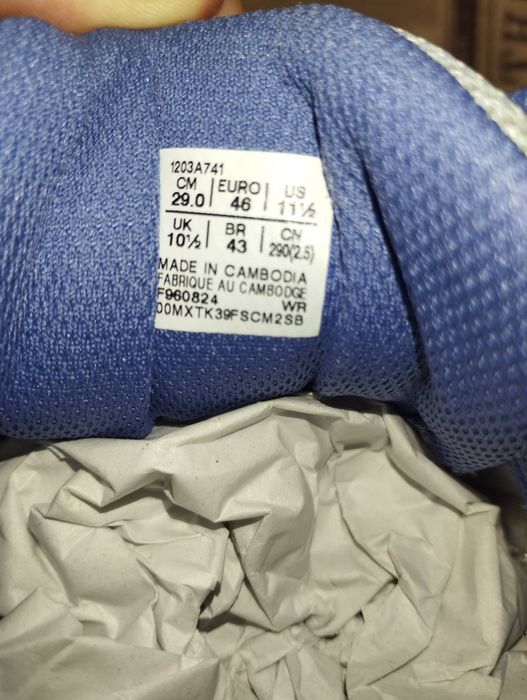 1203A741
CM EURO US
29.0 46 11½
UK BR CN
10½ 43 290(2.5)
MADE IN CAMBODIA
FABRIQUE AU CAMBODGE
F960824 WR
00MXTK39FSCM2SB